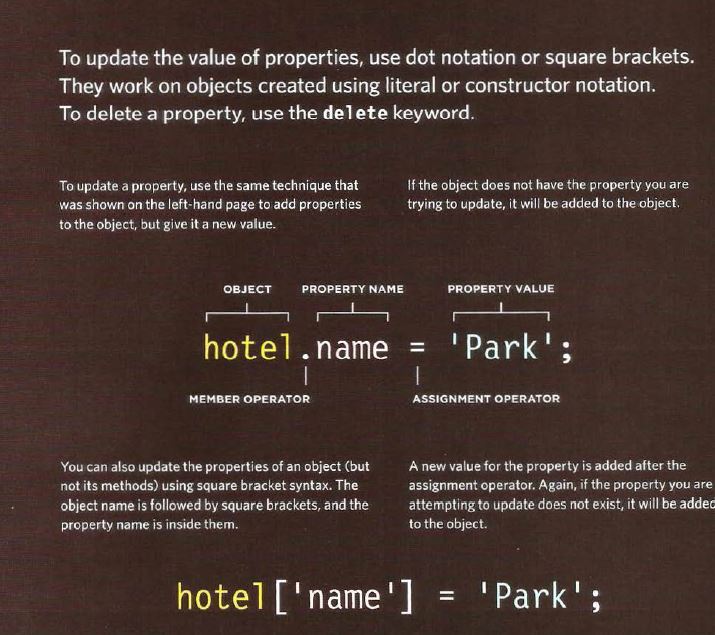 To update the value of properties, use dot notation or square brackets.
They work on objects created using literal or constructor notation.
To delete a property, use the delete keyword.
To update a property, use the same technique that
was shown on the left-hand page to add properties
to the object, but give it a new value.
If the object does not have the property you are
trying to update, it will be added to the object.
OBJECT PROPERTY NAME PROPERTY VALUE
hotel.name = 'Park';
MEMBER OPERATOR ASSIGNMENT OPERATOR
You can also update the properties of an object (but
not its methods) using square bracket syntax. The
object name is followed by square brackets, and the
property name is inside them.
A new value for the property is added after the
assignment operator. Again, if the property you are
attempting to update does not exist, it will be added
to the object.
hotel['name'] = 'Park';